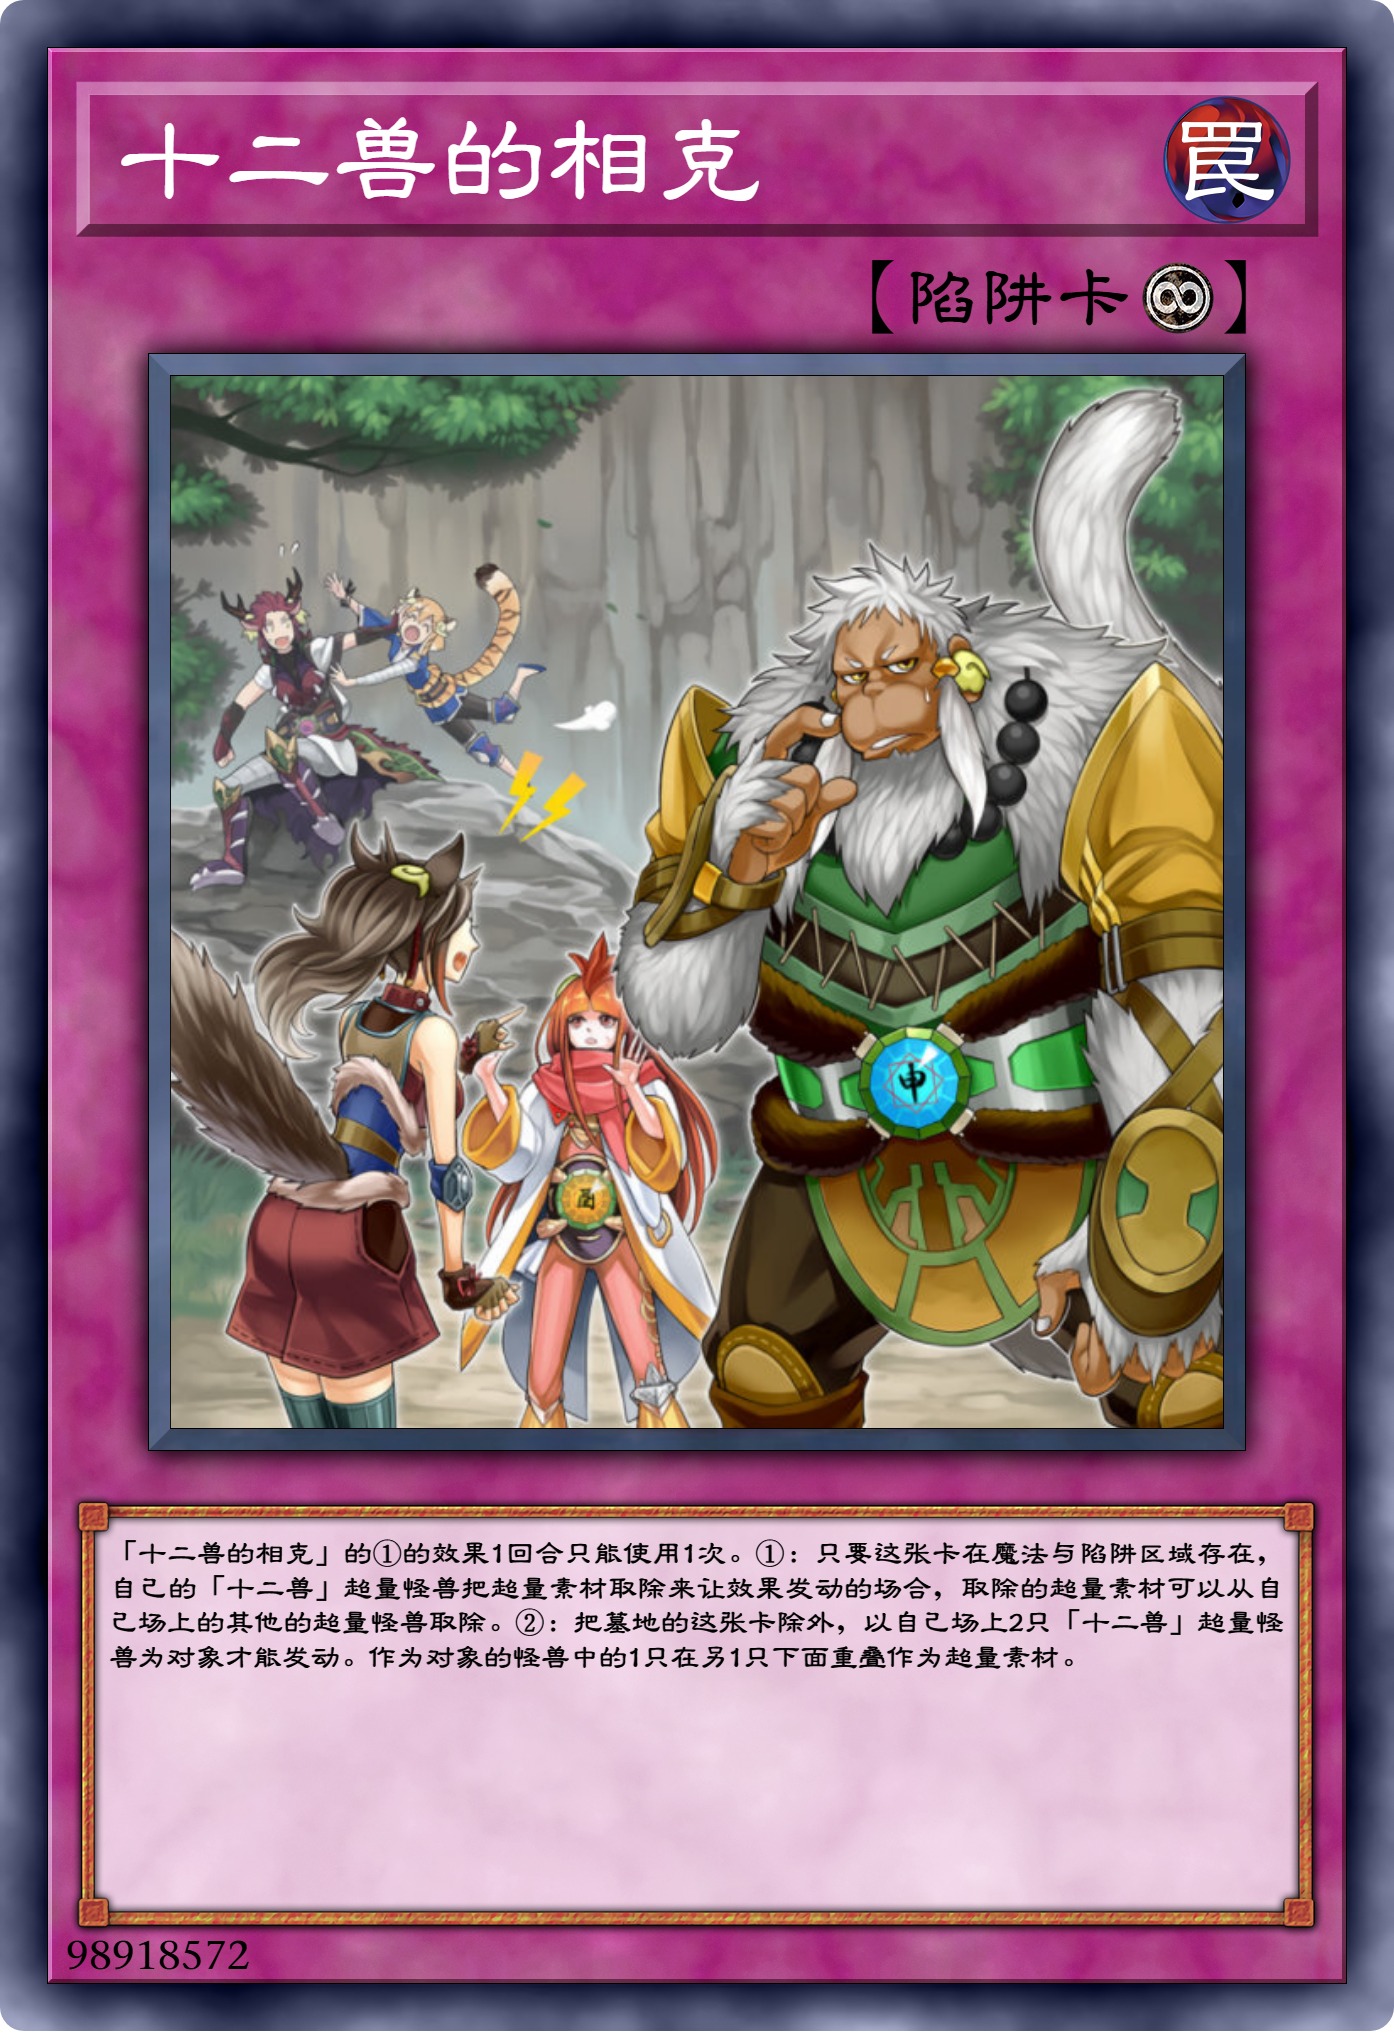 十二兽的相克
罠
【陷阱卡】
申
酉
「十二兽的相克」的①的效果1回合只能使用1次。①：只要这张卡在魔法与陷阱区域存在，
自己的「十二兽」超量怪兽把超量素材取除来让效果发动的场合，取除的超量素材可以从自
己场上的其他的超量怪兽取除。②：把墓地的这张卡除外，以自己场上2只「十二兽」超量怪
兽为对象才能发动。作为对象的怪兽中的1只在另1只下面重叠作为超量素材。
98918572